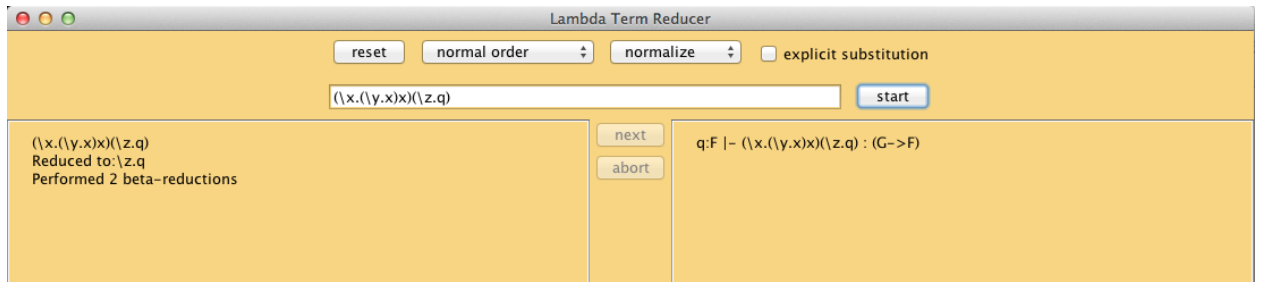 Lambda Term Reducer
reset normal order normalize explicit substitution
(\x.(\y.x)x)(\z.q) start
next
abort
(\x.(\y.x)x)(\z.q)
Reduced to:\z.q
Performed 2 beta-reductions
q:F |- (\x.(\y.x)x)(\z.q) : (G->F)